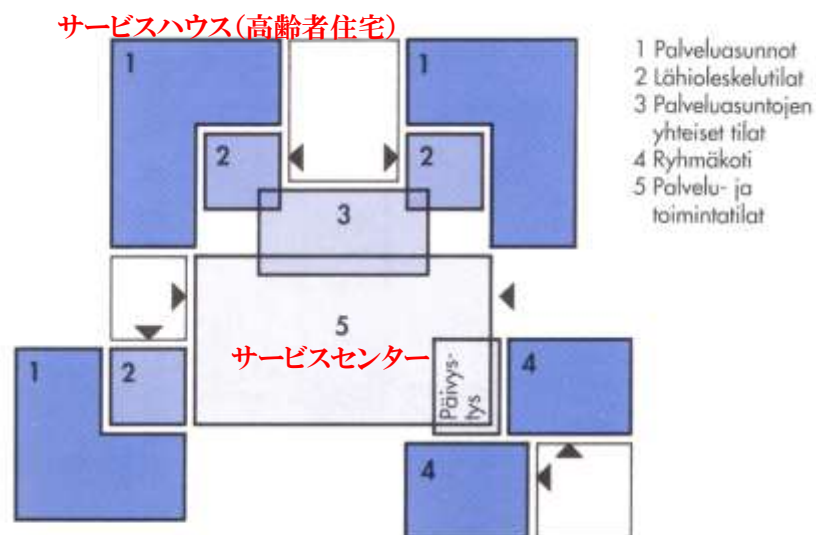 サービスハウス(高齢者住宅)
1
1
1 Palveluasunnot
2 Lähioleskelutilat
3 Palveluasuntojen
yhteiset tilat
4 Ryhmäkoti
5 Palvelu- ja
toimintatilat
2
2
3
5
サービスセンター
1
2
Päivys-
tys
4
4